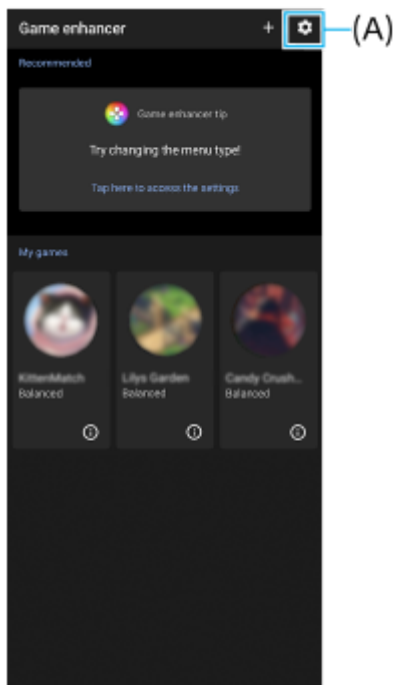 Game enhancer
+
(A)
Recommended
Game enhancer tip
Try changing the menu type!
Tap here to access the settings
My games
KittenMatch
Lilys Garden
Candy Crush...
Balanced
Balanced
Balanced